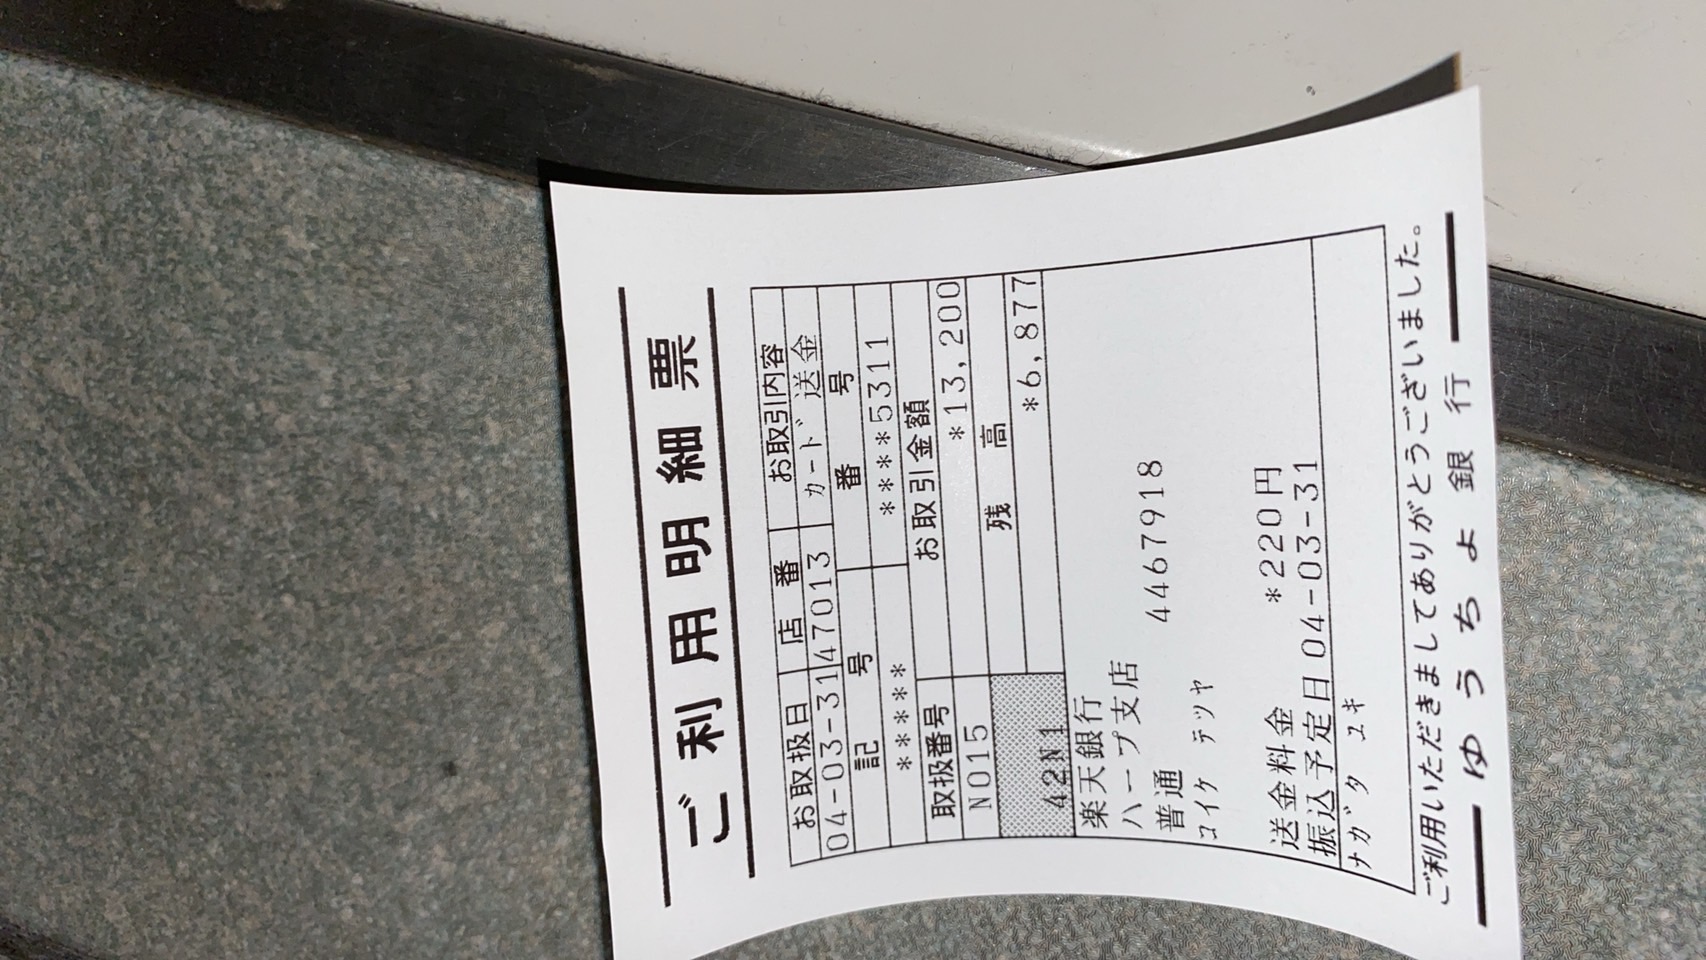 ご利用明細票
お取扱日 店番 お取引内容
04-03-31 47013 カード送金
記号 番号
***** ****5311
取扱番号 お取引金額
N015 *13,200
残高
42N1 *6,877
楽天銀行
ハープ支店
普通 4467918
コイケ テツヤ
送金料金 *220円
振込予定日 04-03-31
ナガタ ユキ
ご利用いただきましてありがとうございました。
ゆうちょ銀行